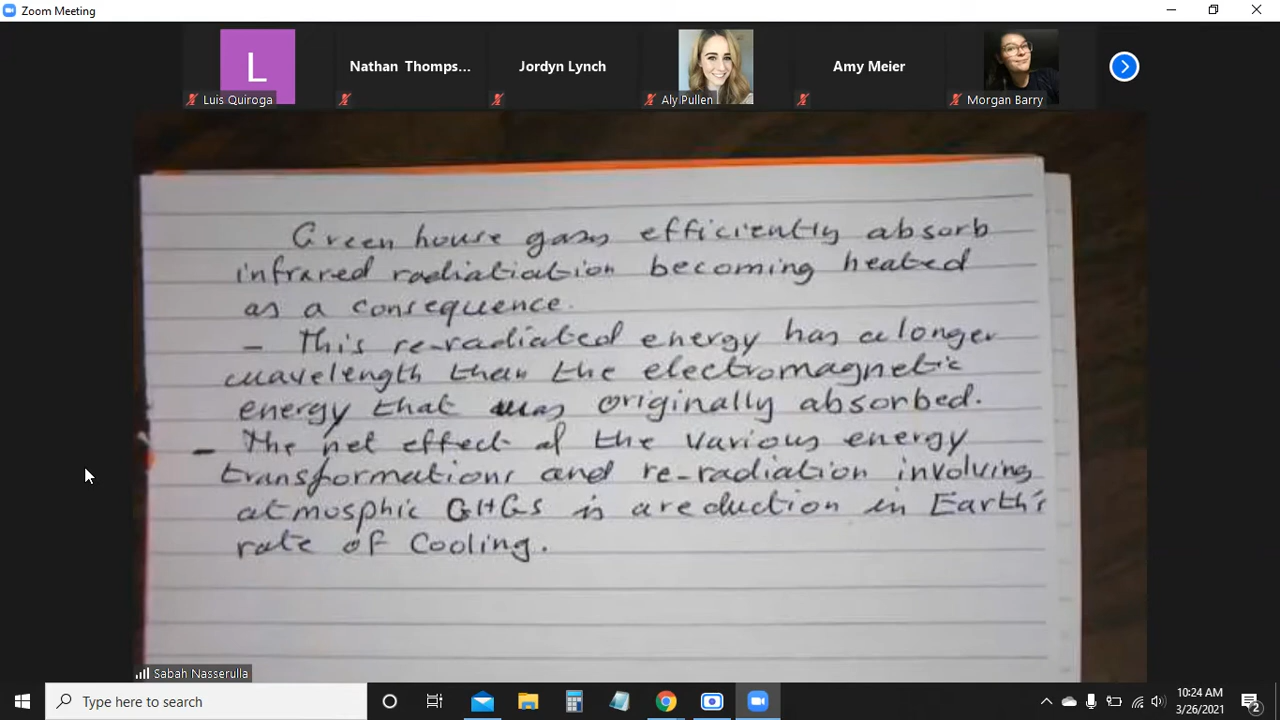 Zoom Meeting
L
Luis Quiroga
Nathan Thomps...
Jordyn Lynch
Aly Pullen
Amy Meier
Morgan Barry
Green house gases efficiently absorb
infrared radiatiation becoming heated
as a consequence.
- This re-radiated energy has a longer
wavelength than the electromagnetic
energy that was originally absorbed.
- The net effect of the various energy
transformations and re-radiation involving
atmosphic GHGs is a reduction in Earth's
rate of Cooling.
Sabah Nasserulla
Type here to search
10:24 AM
3/26/2021
2